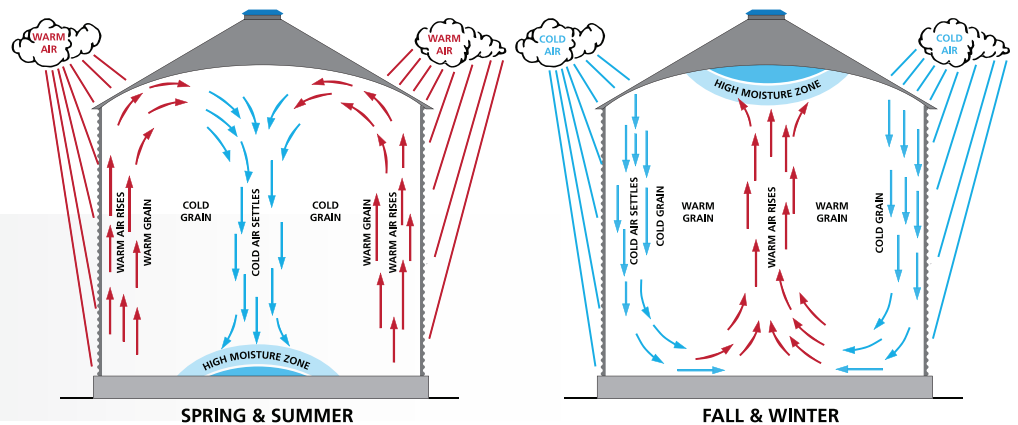 WARM
AIR
WARM
AIR
WARM AIR RISES
WARM GRAIN
COLD
GRAIN
COLD AIR SETTLES
COLD
GRAIN
WARM GRAIN
WARM AIR RISES
HIGH MOISTURE ZONE
SPRING & SUMMER
COLD
AIR
COLD
AIR
HIGH MOISTURE ZONE
COLD AIR SETTLES
COLD GRAIN
WARM
GRAIN
WARM AIR RISES
WARM
GRAIN
COLD GRAIN
FALL & WINTER